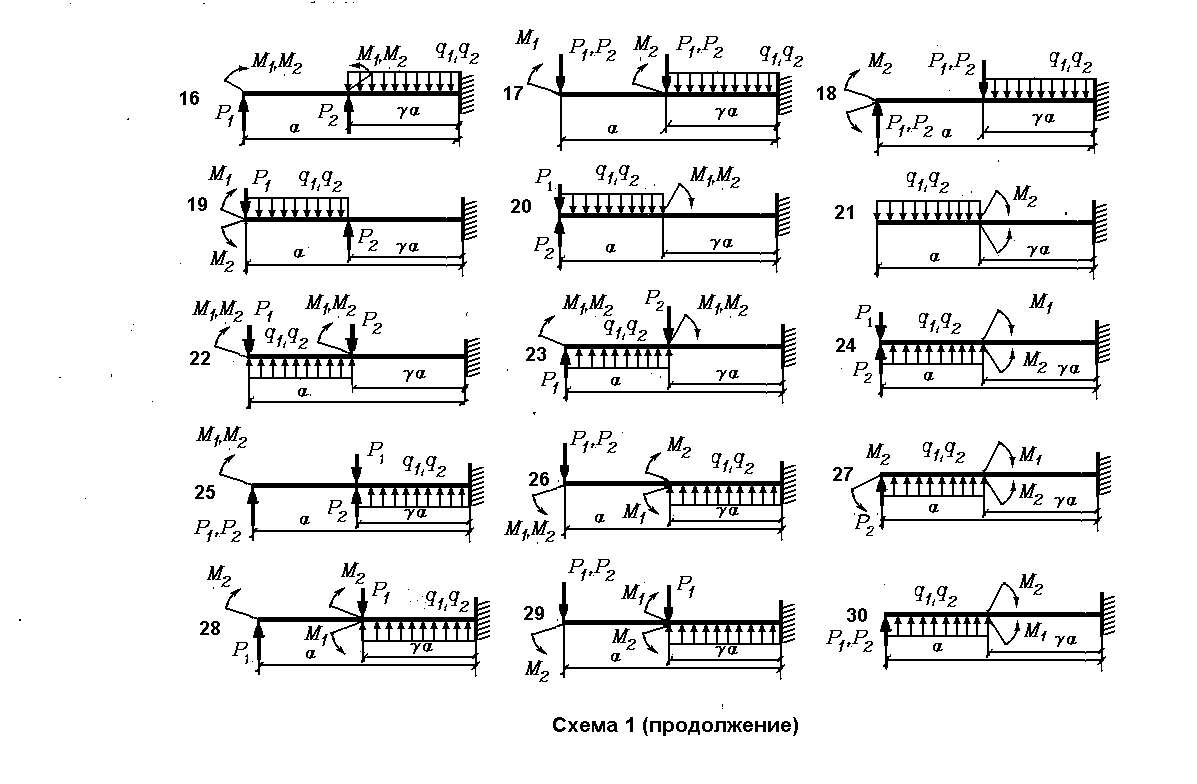 16 M₁,M₂ M₁,M₂ q₁,q₂ P₁ P₂ a γa
17 M₁ P₁,P₂ M₂ P₁,P₂ q₁,q₂ a γa
18 M₂ P₁,P₂ q₁,q₂ P₁,P₂ a γa
19 M₁ P₁ q₁,q₂ M₂ P₂ a γa
20 P₁ q₁,q₂ M₁,M₂ P₂ a γa
21 q₁,q₂ M₂ a γa
22 M₁,M₂ P₁ q₁,q₂ M₁,M₂ P₂ a γa
23 M₁,M₂ q₁,q₂ P₂ M₁,M₂ P₁ a γa
24 P₁ q₁,q₂ M₁ P₂ M₂ a γa
25 M₁,M₂ P₁ q₁,q₂ P₁,P₂ P₂ a γa
26 P₁,P₂ M₂ q₁,q₂ M₁,M₂ M₁ a γa
27 M₂ q₁,q₂ M₁ P₂ M₂ a γa
28 M₂ M₂ P₁ q₁,q₂ P₁ M₁ a γa
29 P₁,P₂ M₁ P₁ q₁,q₂ M₂ M₂ a γa
30 q₁,q₂ M₂ P₁,P₂ M₁ a γa
Схема 1 (продолжение)